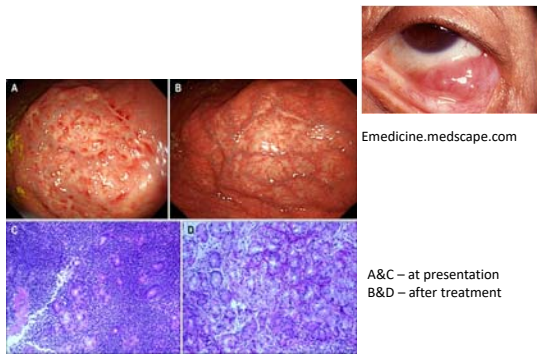 A
B
Emedicine.medscape.com
C
D
A&C – at presentation
B&D – after treatment